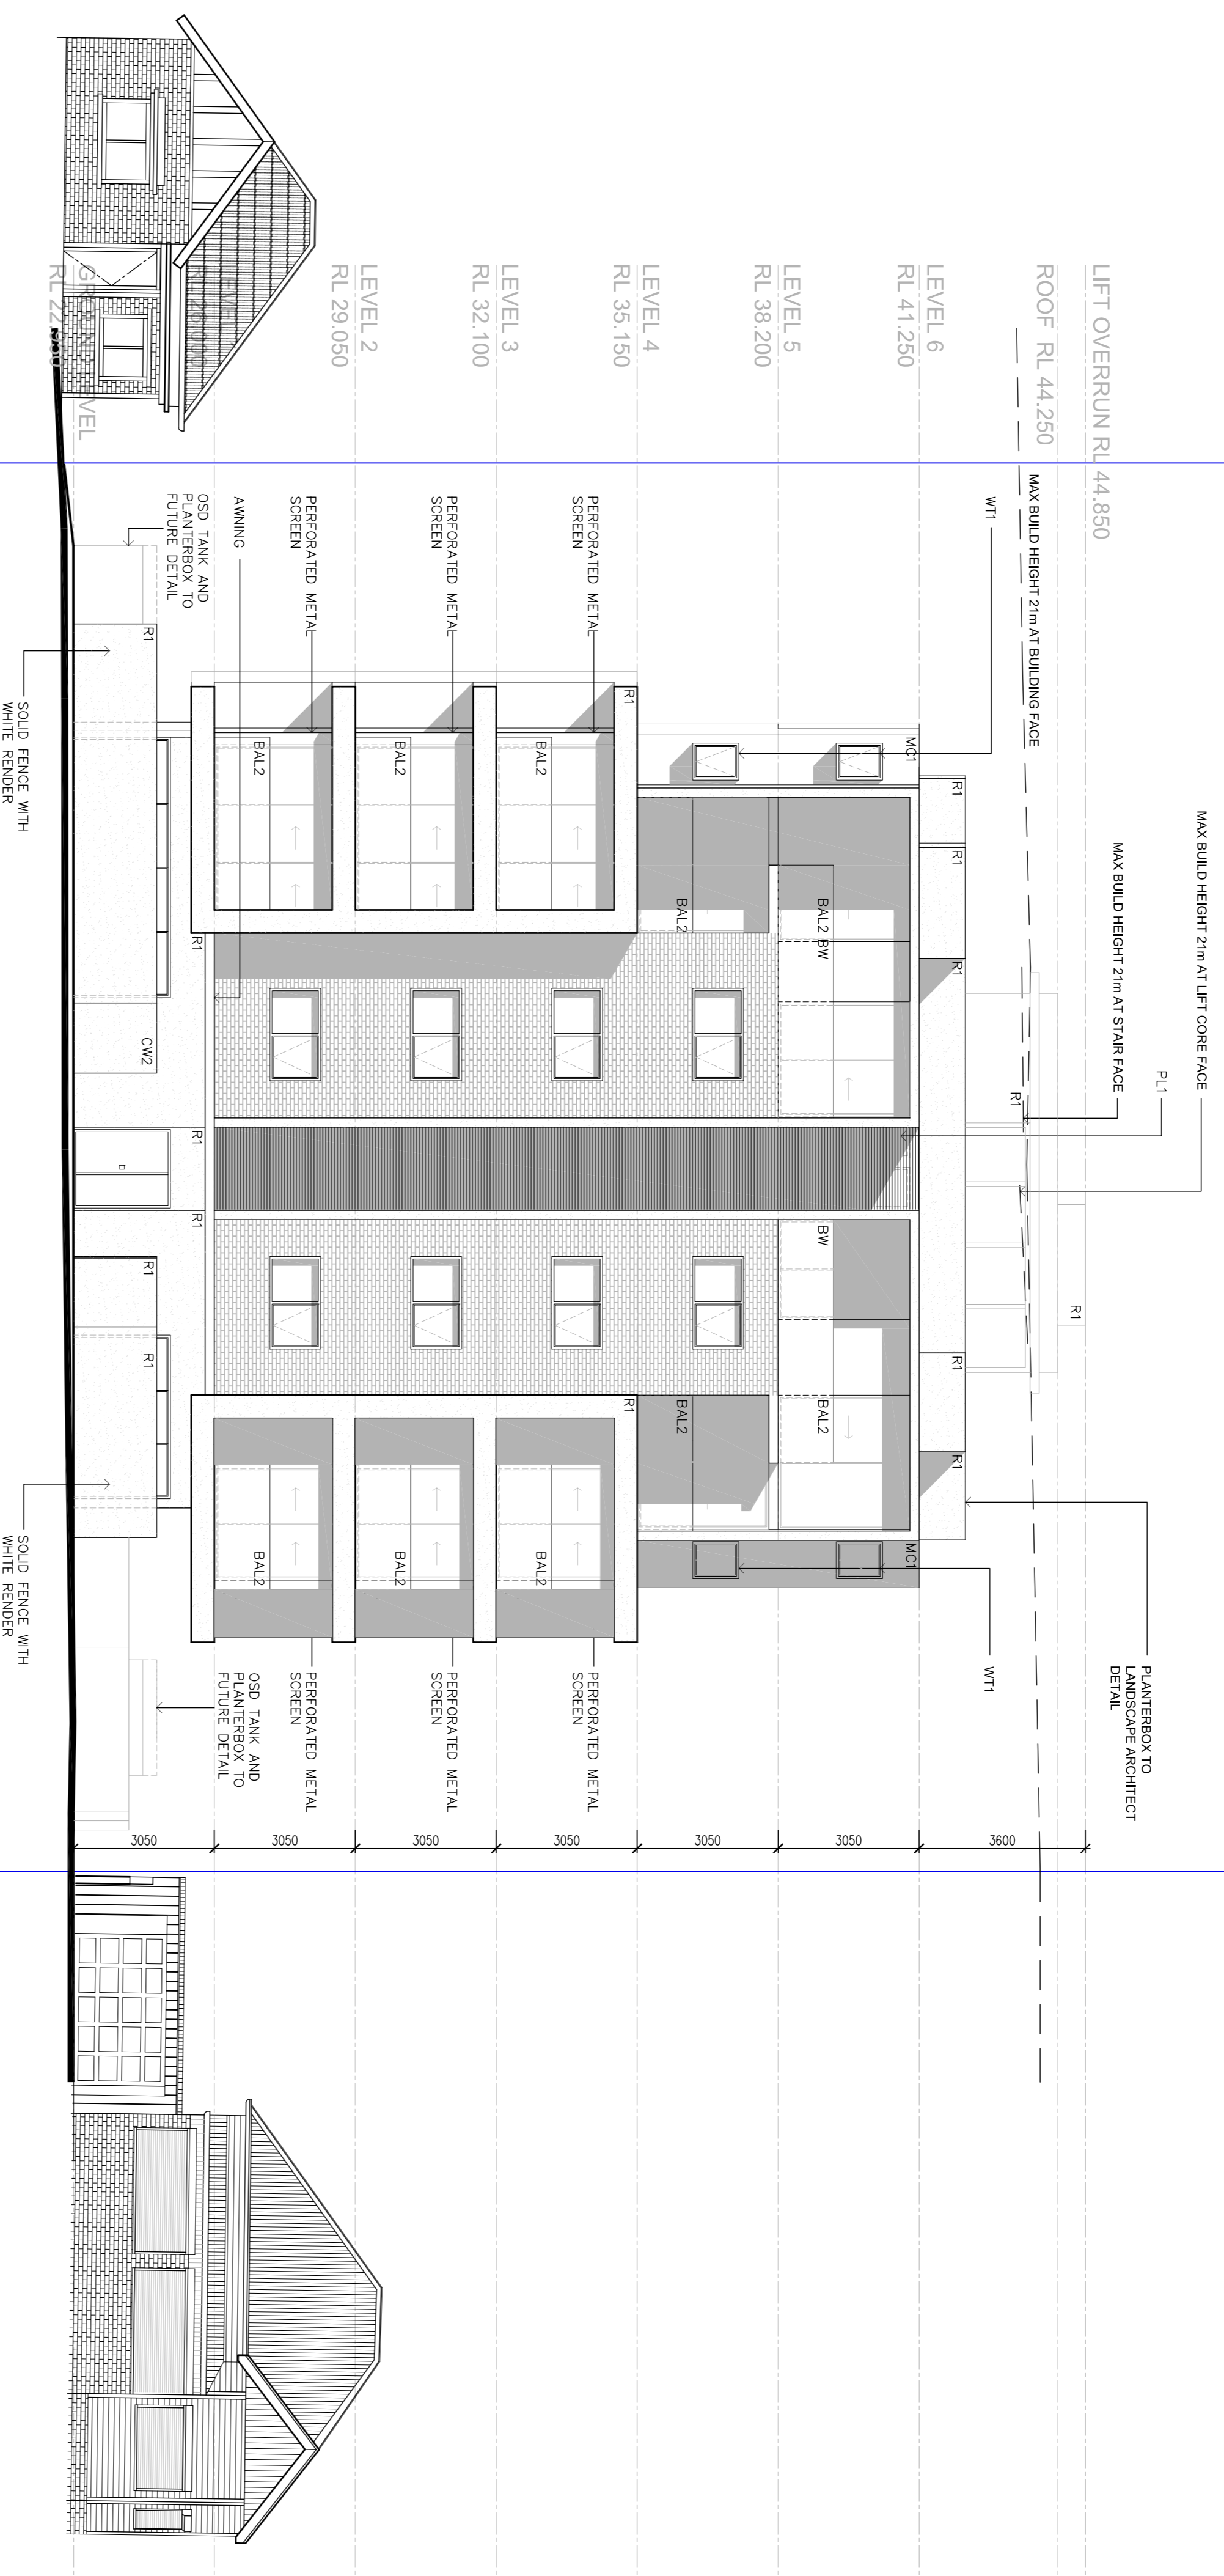 MAX BUILD HEIGHT 21m AT LIFT CORE FACE
PL1
MAX BUILD HEIGHT 21m AT STAIR FACE
PLANTERBOX TO
LANDSCAPE ARCHITECT
DETAIL
LIFT OVERRUN RL 44.850
ROOF RL 44.250
MAX BUILD HEIGHT 21m AT BUILDING FACE
R1
R1
WT1
WT1
LEVEL 6
RL 41.250
R1
R1
R1
R1
R1
3600
MC1
MC1
BAL2
BW
BW
BAL2
3050
LEVEL 5
RL 38.200
BAL2
BAL2
3050
LEVEL 4
RL 35.150
R1
R1
PERFORATED METAL
SCREEN
BAL2
BAL2
PERFORATED METAL
SCREEN
3050
LEVEL 3
RL 32.100
PERFORATED METAL
SCREEN
BAL2
BAL2
PERFORATED METAL
SCREEN
3050
LEVEL 2
RL 29.050
PERFORATED METAL
SCREEN
BAL2
BAL2
PERFORATED METAL
SCREEN
3050
AWNING
OSD TANK AND
PLANTERBOX TO
FUTURE DETAIL
R1
R1
R1
OSD TANK AND
PLANTERBOX TO
FUTURE DETAIL
R1
CW2
R1
R1
3050
SOLID FENCE WITH
WHITE RENDER
SOLID FENCE WITH
WHITE RENDER